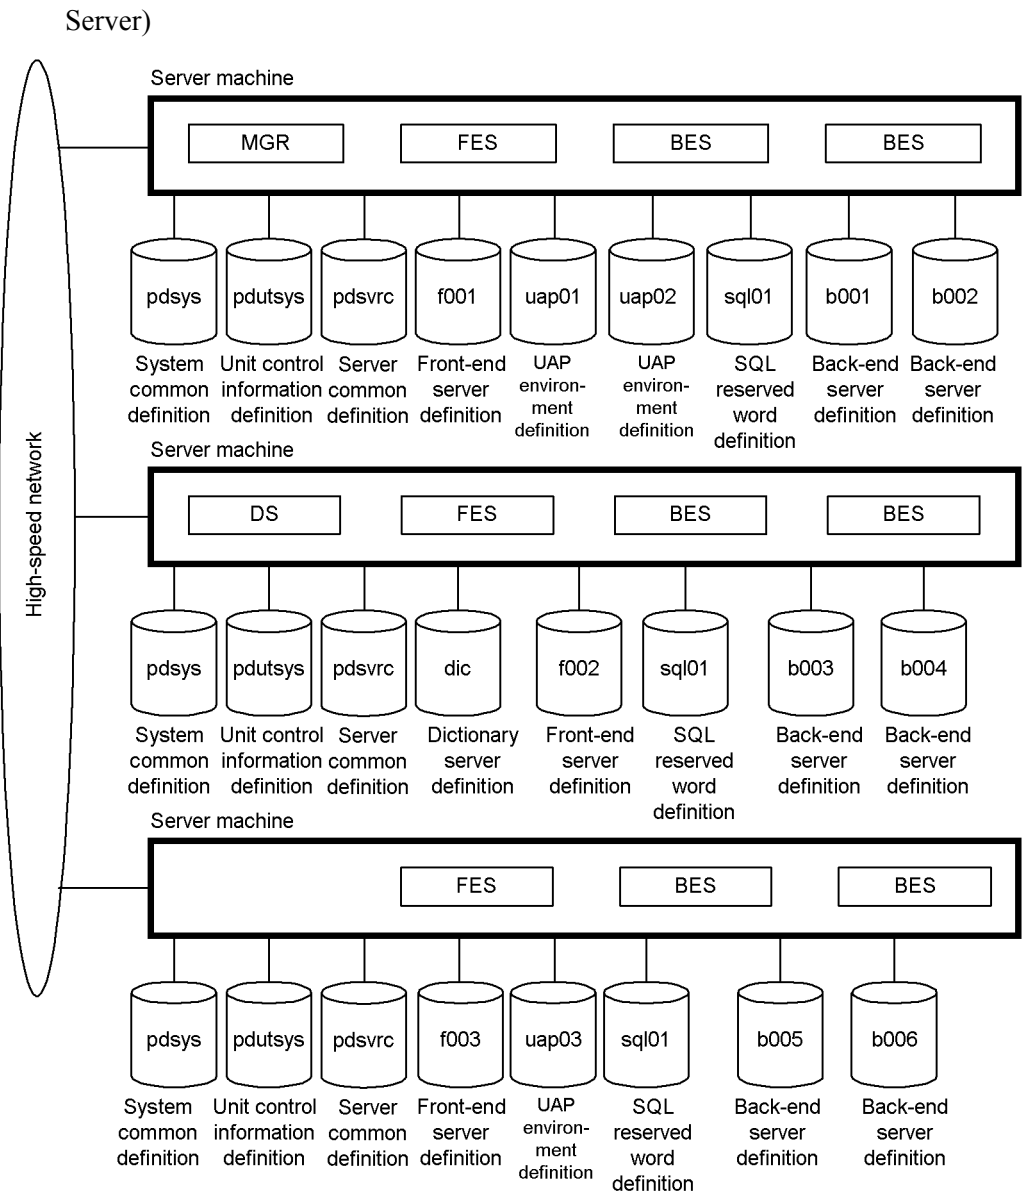 Server)
Server machine
MGR FES BES BES
pdsys pdutsys pdsvrc f001 uap01 uap02 sql01 b001 b002
System Unit control Server Front-end UAP UAP SQL Back-end Back-end
common information common server environ- environ- reserved server server
definition definition definition definition ment ment word definition definition
definition definition definition
High-speed network
Server machine
DS FES BES BES
pdsys pdutsys pdsvrc dic f002 sql01 b003 b004
System Unit control Server Dictionary Front-end SQL Back-end Back-end
common information common server server reserved server server
definition definition definition definition definition word definition definition
definition
Server machine
FES BES BES
pdsys pdutsys pdsvrc f003 uap03 sql01 b005 b006
System Unit control Server Front-end UAP SQL Back-end Back-end
common information common server environ- reserved server server
definition definition definition definition ment word definition definition
definition definition